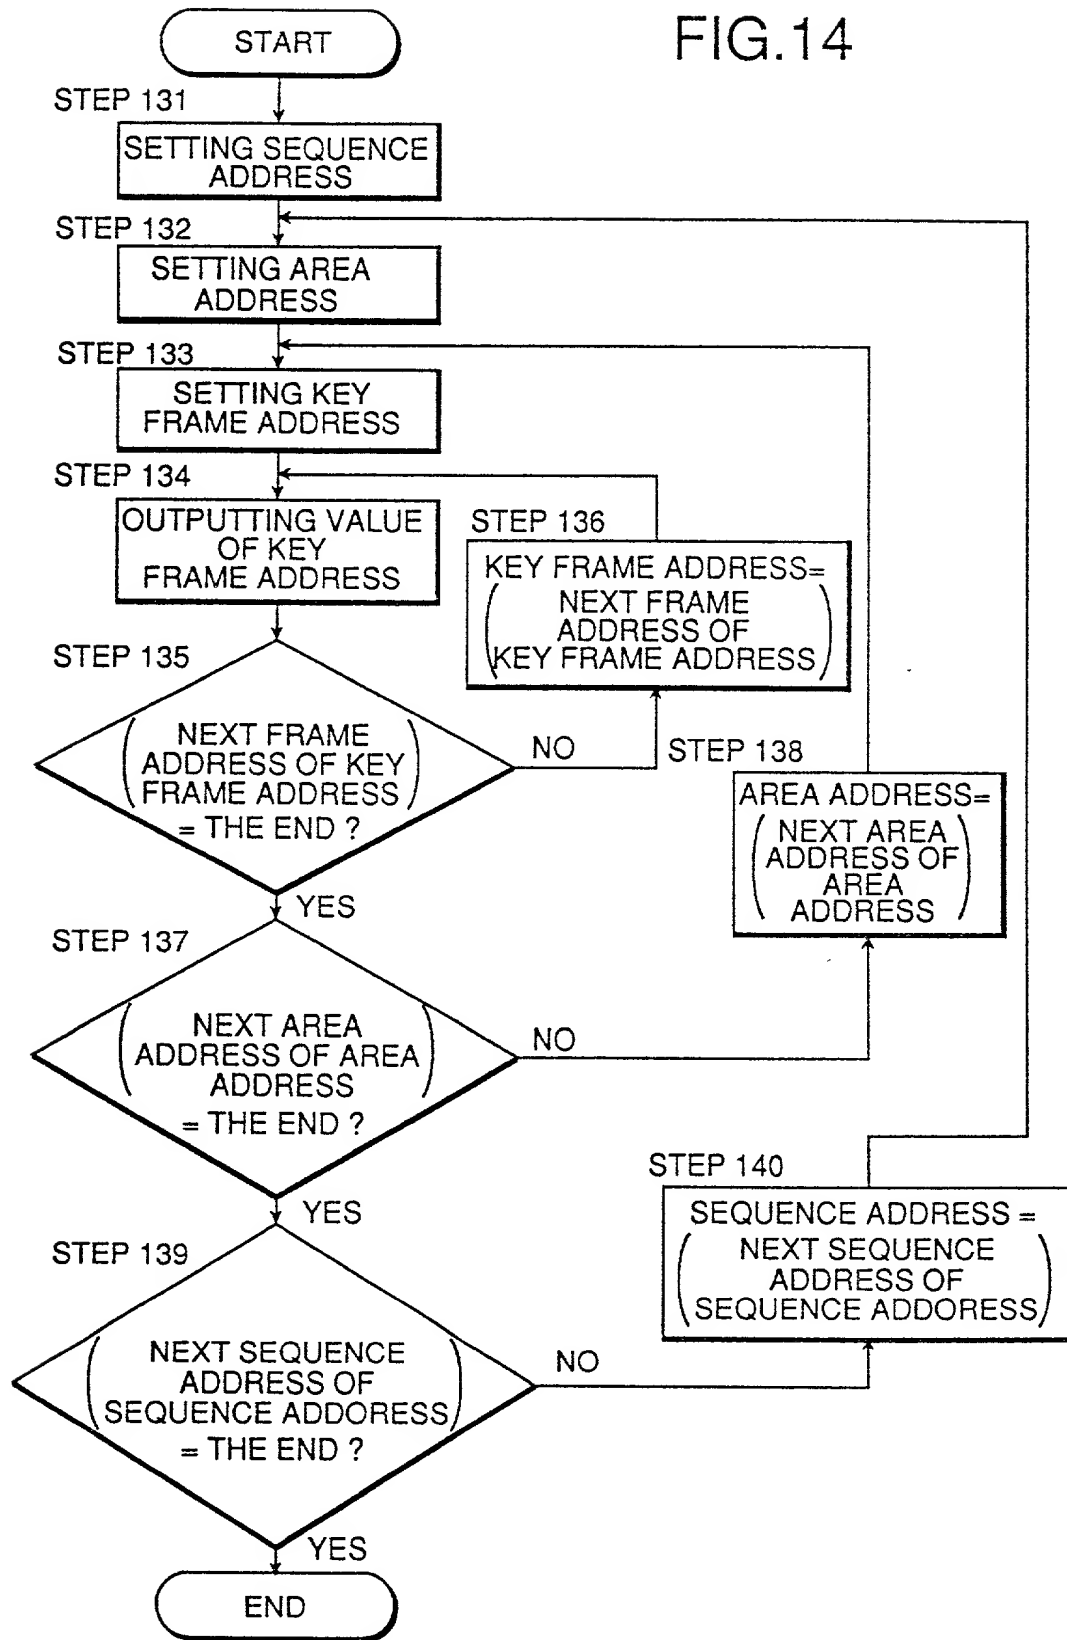 FIG.14
START
STEP 131
SETTING SEQUENCE
ADDRESS
STEP 132
SETTING AREA
ADDRESS
STEP 133
SETTING KEY
FRAME ADDRESS
STEP 134
OUTPUTTING VALUE
OF KEY
FRAME ADDRESS
STEP 135
NEXT FRAME
ADDRESS OF KEY
FRAME ADDRESS
= THE END ?
NO
YES
STEP 136
KEY FRAME ADDRESS=
NEXT FRAME
ADDRESS OF
KEY FRAME ADDRESS
STEP 137
NEXT AREA
ADDRESS OF AREA
ADDRESS
= THE END ?
NO
YES
STEP 138
AREA ADDRESS=
NEXT AREA
ADDRESS OF
AREA
ADDRESS
STEP 139
NEXT SEQUENCE
ADDRESS OF
SEQUENCE ADDORESS
= THE END ?
NO
YES
STEP 140
SEQUENCE ADDRESS =
NEXT SEQUENCE
ADDRESS OF
SEQUENCE ADDORESS
END